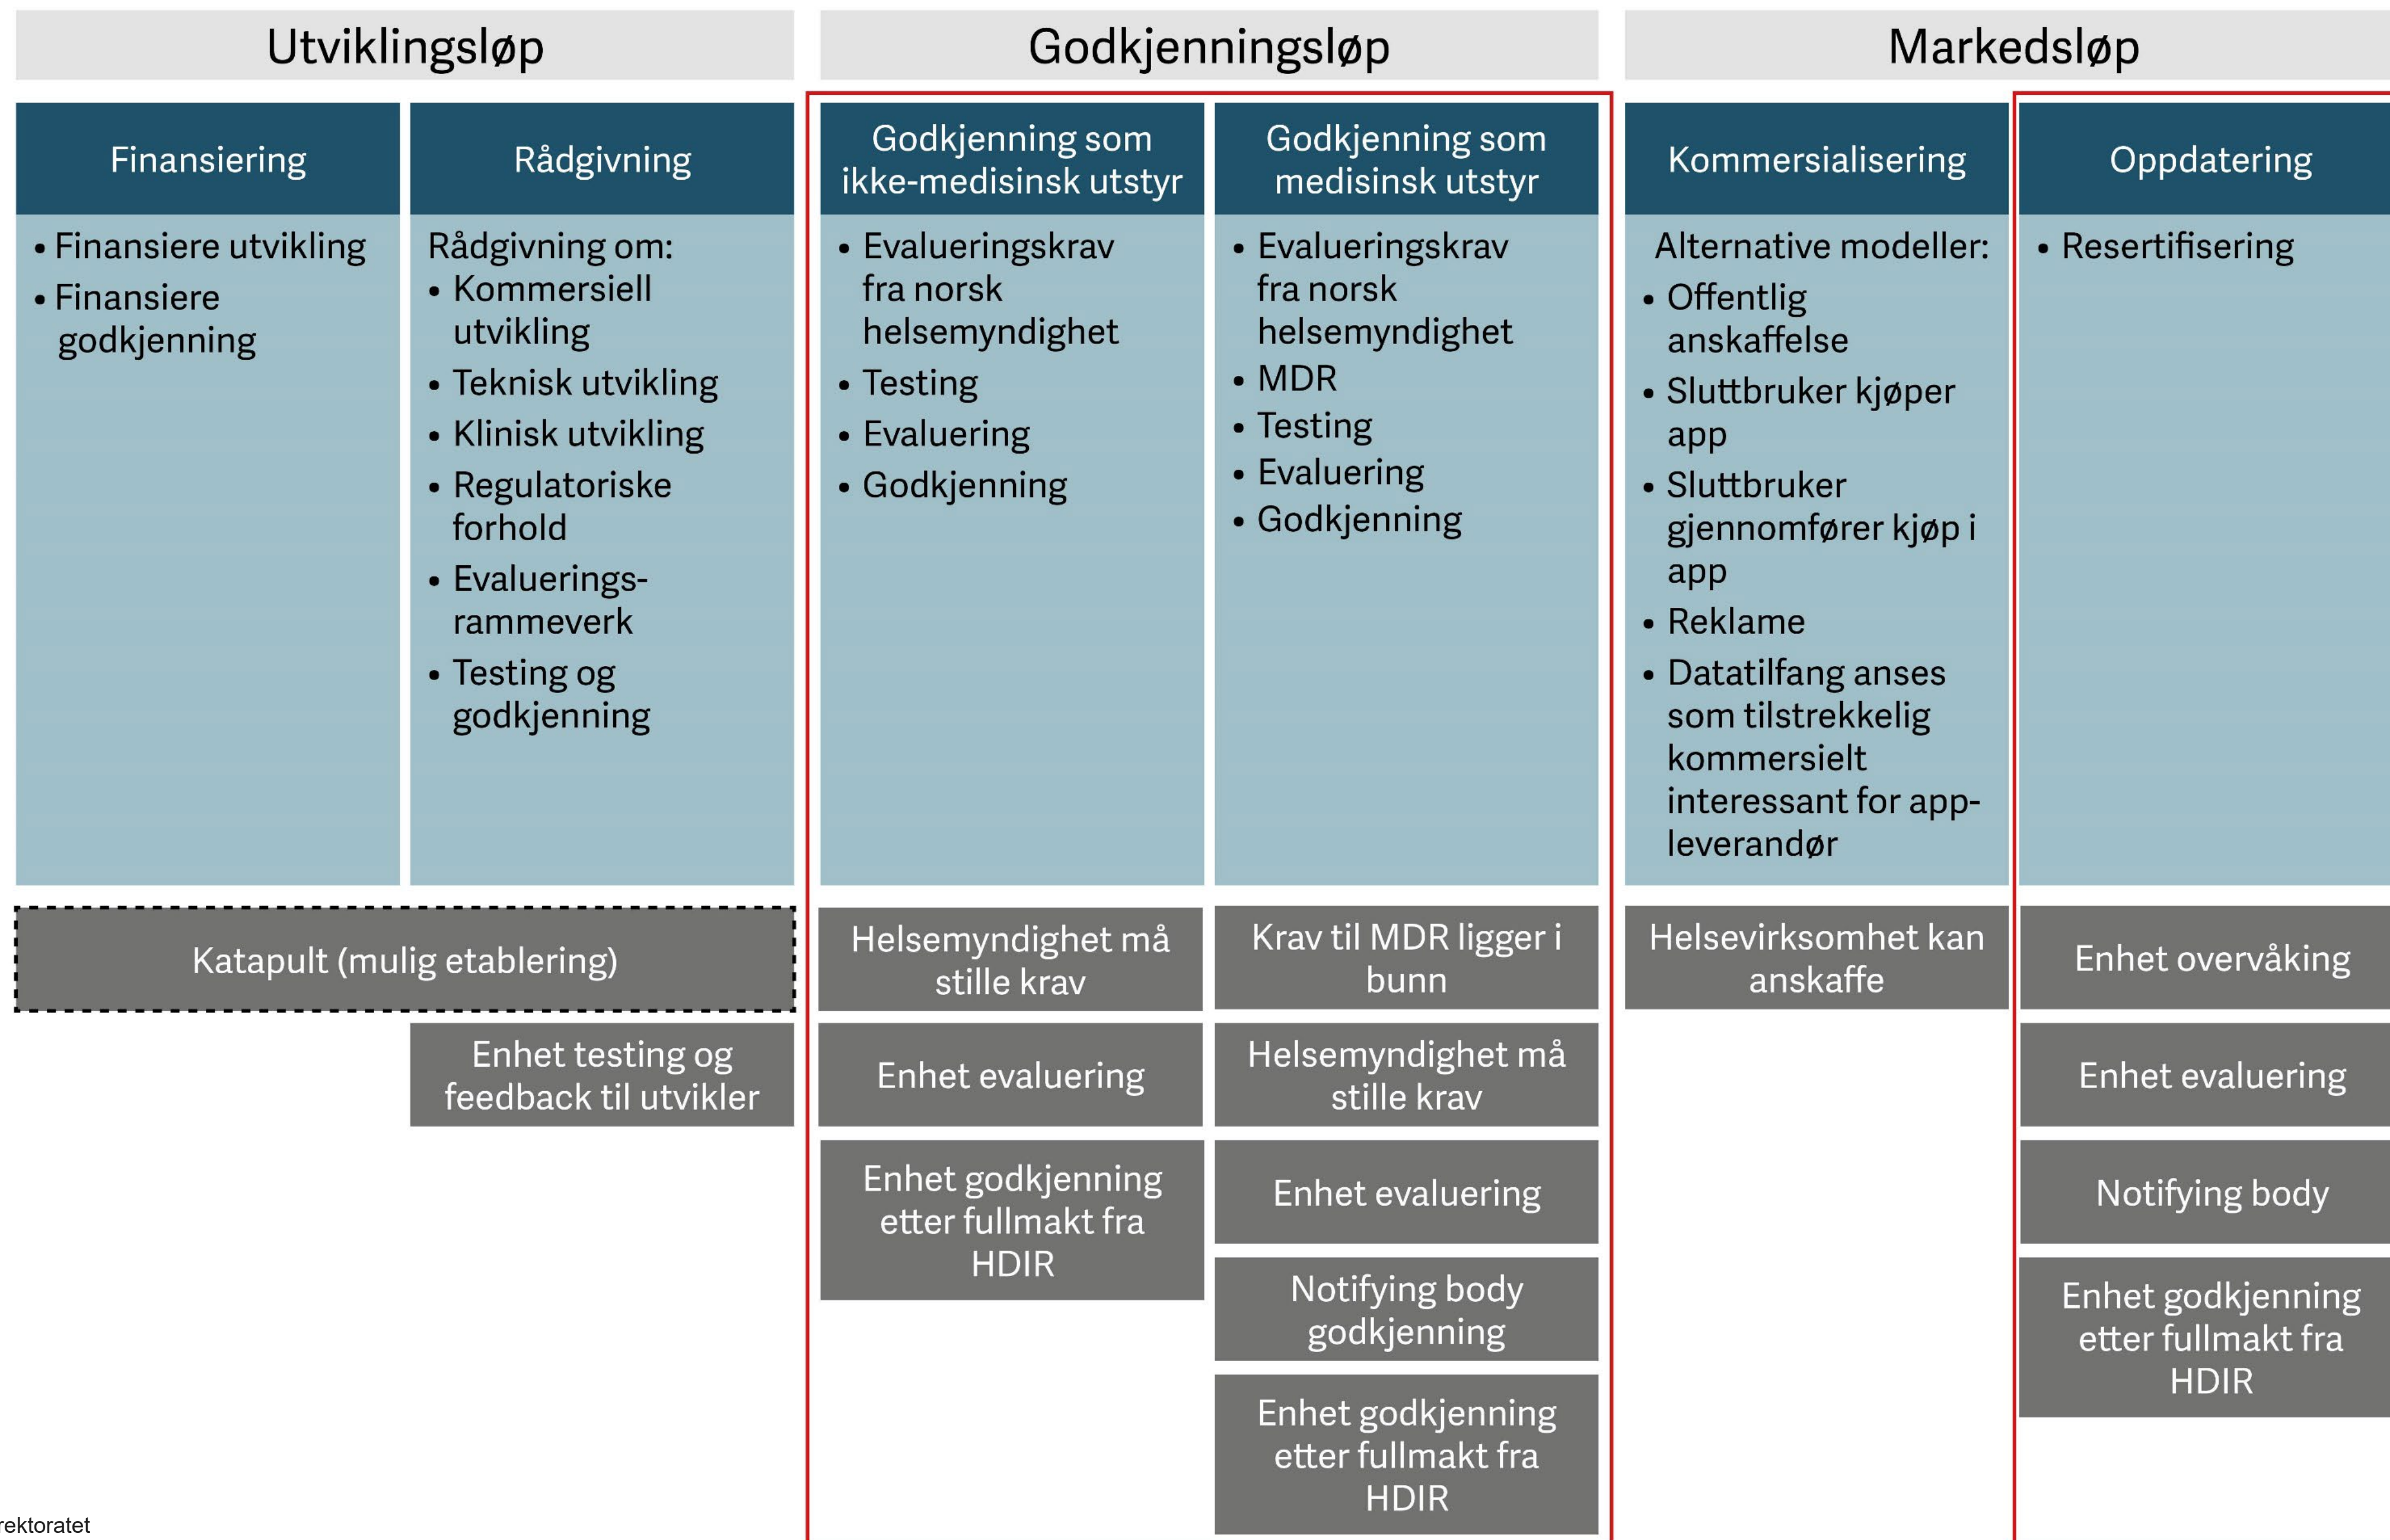 Utviklingsløp
Finansiering
• Finansiere utvikling
• Finansiere
godkjenning
Rådgivning
Rådgivning om:
• Kommersiell
utvikling
• Teknisk utvikling
• Klinisk utvikling
• Regulatoriske
forhold
• Evaluerings-
rammeverk
• Testing og
godkjenning
Katapult (mulig etablering)
Enhet testing og
feedback til utvikler
Godkjenningsløp
Godkjenning som
ikke-medisinsk utstyr
• Evalueringskrav
fra norsk
helsemyndighet
• Testing
• Evaluering
• Godkjenning
Helsemyndighet må
stille krav
Enhet evaluering
Enhet godkjenning
etter fullmakt fra
HDIR
Godkjenning som
medisinsk utstyr
• Evalueringskrav
fra norsk
helsemyndighet
• MDR
• Testing
• Evaluering
• Godkjenning
Krav til MDR ligger i
bunn
Helsemyndighet må
stille krav
Enhet evaluering
Notifying body
godkjenning
Enhet godkjenning
etter fullmakt fra
HDIR
Markedsløp
Kommersialisering
Alternative modeller:
• Offentlig
anskaffelse
• Sluttbruker kjøper
app
• Sluttbruker
gjennomfører kjøp i
app
• Reklame
• Datatilfang anses
som tilstrekkelig
kommersielt
interessant for app-
leverandør
Helsevirksomhet kan
anskaffe
Oppdatering
• Resertifisering
Enhet overvåking
Enhet evaluering
Notifying body
Enhet godkjenning
etter fullmakt fra
HDIR
rektoratet